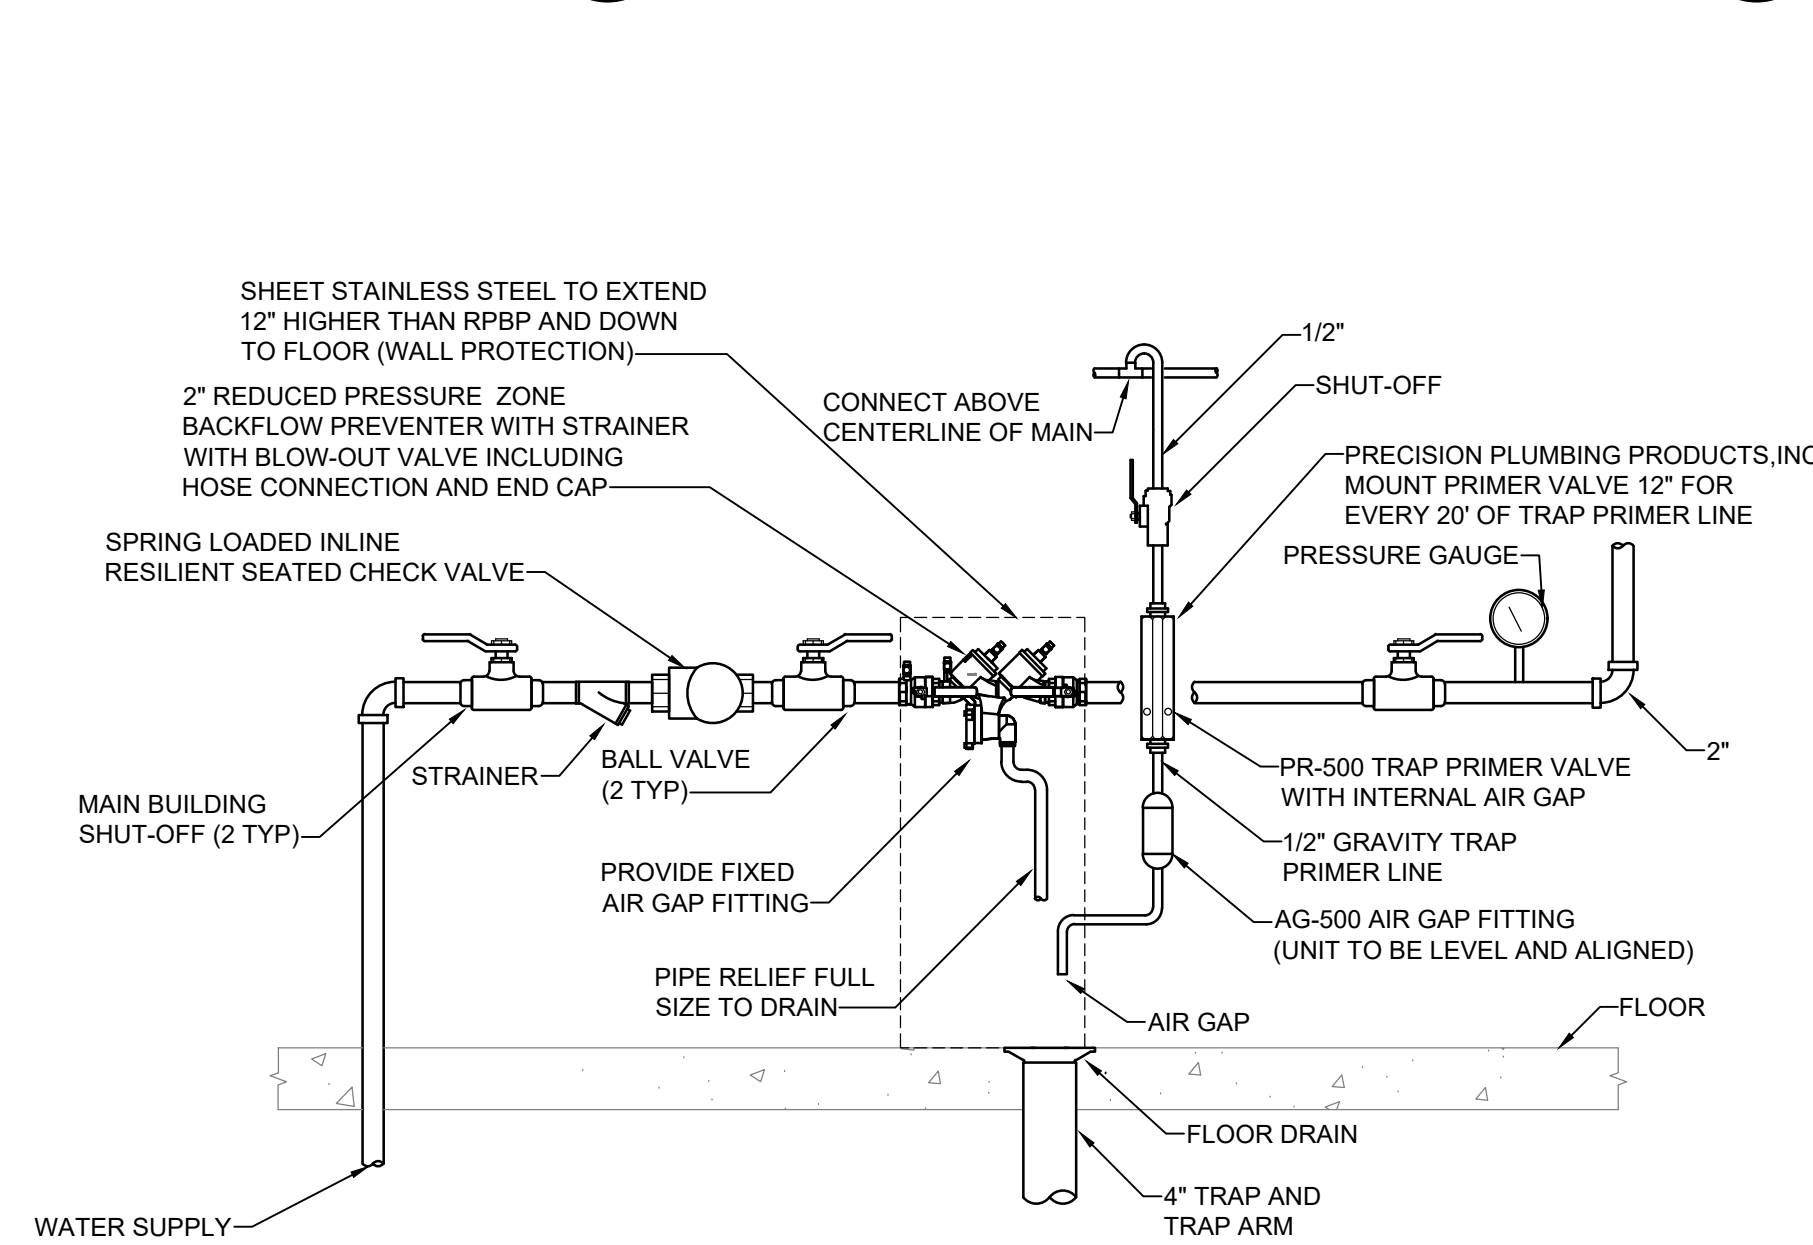 SHEET STAINLESS STEEL TO EXTEND
12" HIGHER THAN RPBP AND DOWN
TO FLOOR (WALL PROTECTION)
2" REDUCED PRESSURE ZONE
BACKFLOW PREVENTER WITH STRAINER
WITH BLOW-OUT VALVE INCLUDING
HOSE CONNECTION AND END CAP
SPRING LOADED INLINE
RESILIENT SEATED CHECK VALVE
CONNECT ABOVE
CENTERLINE OF MAIN
1/2"
SHUT-OFF
PRECISION PLUMBING PRODUCTS,INC
MOUNT PRIMER VALVE 12" FOR
EVERY 20' OF TRAP PRIMER LINE
PRESSURE GAUGE
2"
MAIN BUILDING
SHUT-OFF (2 TYP)
STRAINER
BALL VALVE
(2 TYP)
PROVIDE FIXED
AIR GAP FITTING
PIPE RELIEF FULL
SIZE TO DRAIN
PR-500 TRAP PRIMER VALVE
WITH INTERNAL AIR GAP
1/2" GRAVITY TRAP
PRIMER LINE
AG-500 AIR GAP FITTING
(UNIT TO BE LEVEL AND ALIGNED)
AIR GAP
FLOOR
FLOOR DRAIN
4" TRAP AND
TRAP ARM
WATER SUPPLY